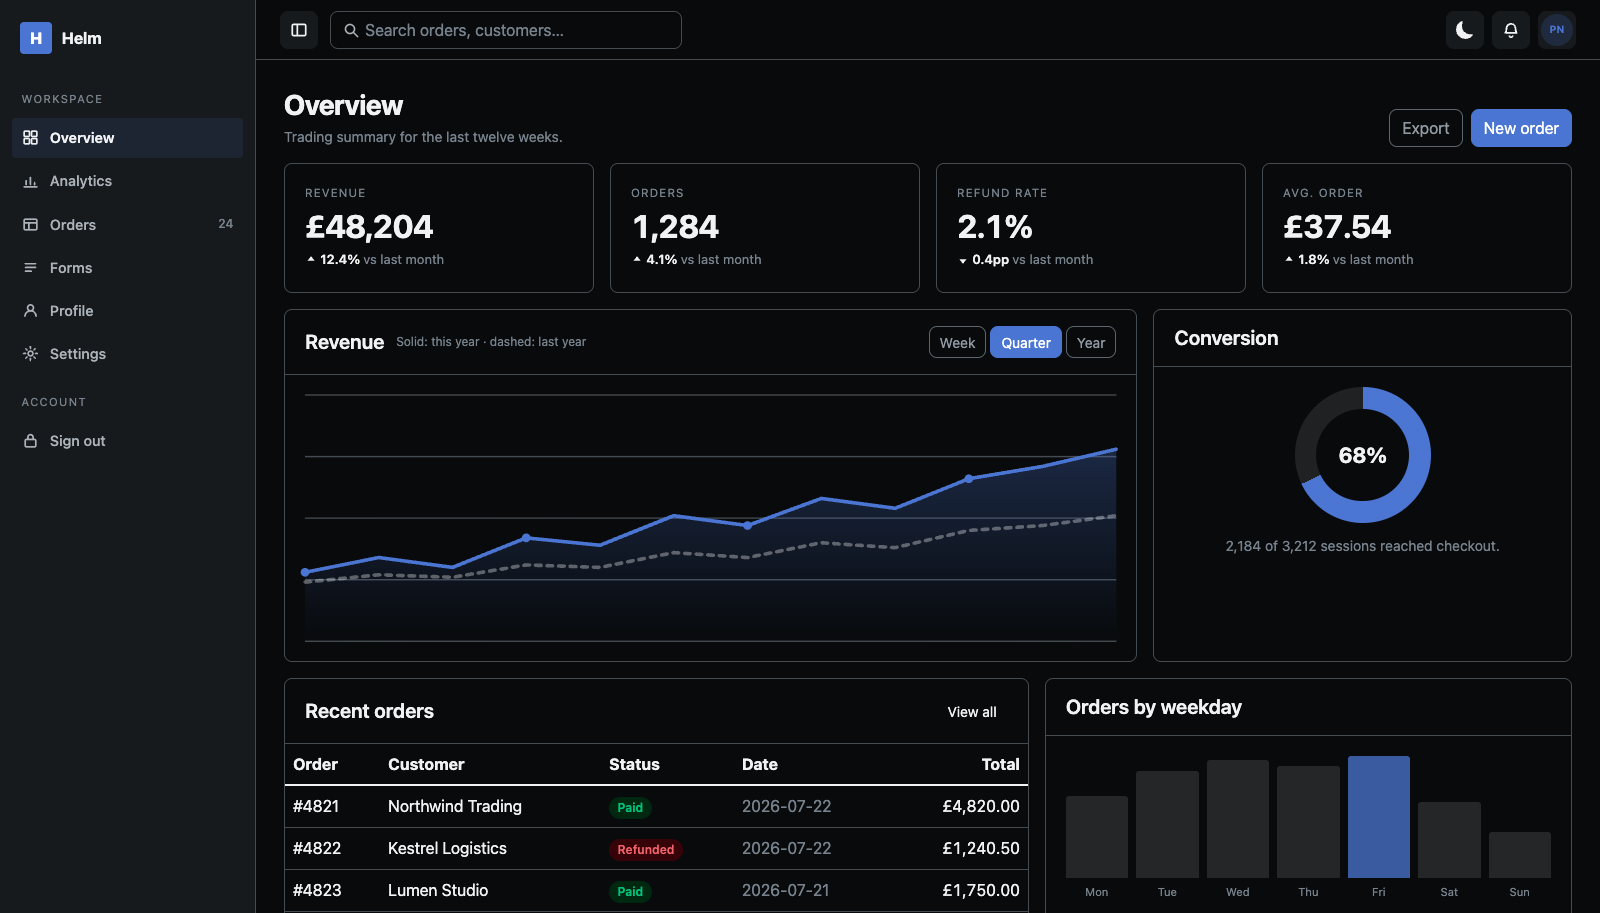 H Helm
Search orders, customers...
PN
WORKSPACE
Overview
Analytics
Orders 24
Forms
Profile
Settings
ACCOUNT
Sign out
Overview
Trading summary for the last twelve weeks.
Export
New order
REVENUE
£48,204
12.4% vs last month
ORDERS
1,284
4.1% vs last month
REFUND RATE
2.1%
0.4pp vs last month
AVG. ORDER
£37.54
1.8% vs last month
Revenue Solid: this year · dashed: last year
Week Quarter Year
Conversion
68%
2,184 of 3,212 sessions reached checkout.
Recent orders View all
Order Customer Status Date Total
#4821 Northwind Trading Paid 2026-07-22 £4,820.00
#4822 Kestrel Logistics Refunded 2026-07-22 £1,240.50
#4823 Lumen Studio Paid 2026-07-21 £1,750.00
Orders by weekday
Mon Tue Wed Thu Fri Sat Sun